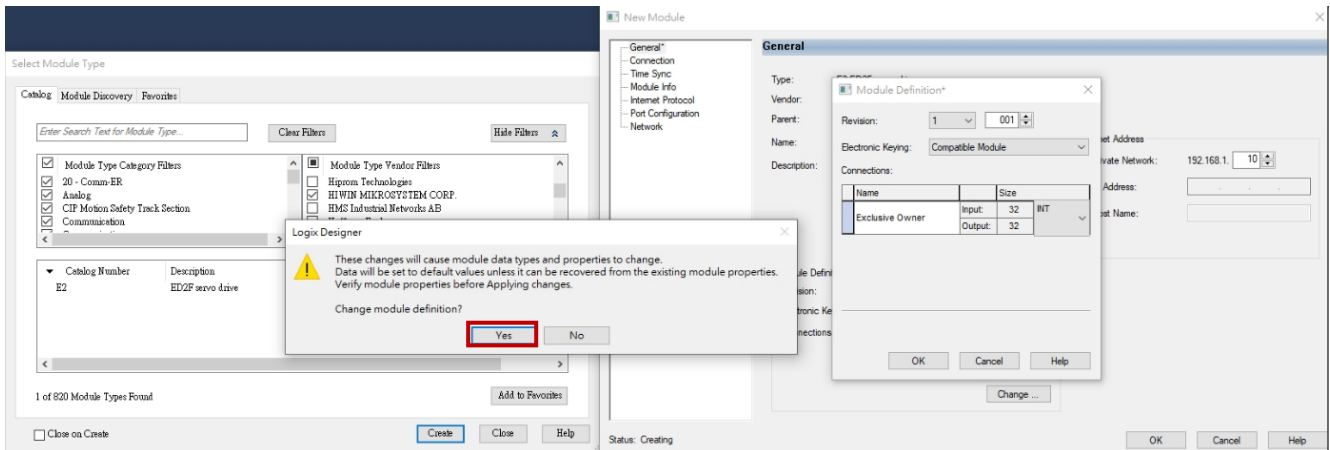 Select Module Type
Catalog Module Discovery Favorites
Enter Search Text for Module Type...
Clear Filters
Hide Filters
Module Type Category Filters
20 - Comm-ER
Analog
CIP Motion Safety Track Section
Communication
Module Type Vendor Filters
Hiprom Technologies
HIWIN MIKROSYSTEM CORP.
HMS Industrial Networks AB
Catalog Number Description
E2 ED2F servo drive
1 of 820 Module Types Found
Add to Favorites
Close on Create
Create Close Help
Logix Designer
These changes will cause module data types and properties to change.
Data will be set to default values unless it can be recovered from the existing module properties.
Verify module properties before Applying changes.
Change module definition?
Yes No
New Module
General*
Connection
Time Sync
Module Info
Internet Protocol
Port Configuration
Network
Status: Creating
General
Type:
Vendor:
Parent:
Name:
Description:
Module Definition*
Revision: 1 001
Electronic Keying: Compatible Module
Connections:
Name Size
Exclusive Owner Input: 32 INT
Output: 32
OK Cancel Help
Change ...
192.168.1. 10
Network:
Address
Address:
Name:
OK Cancel Help